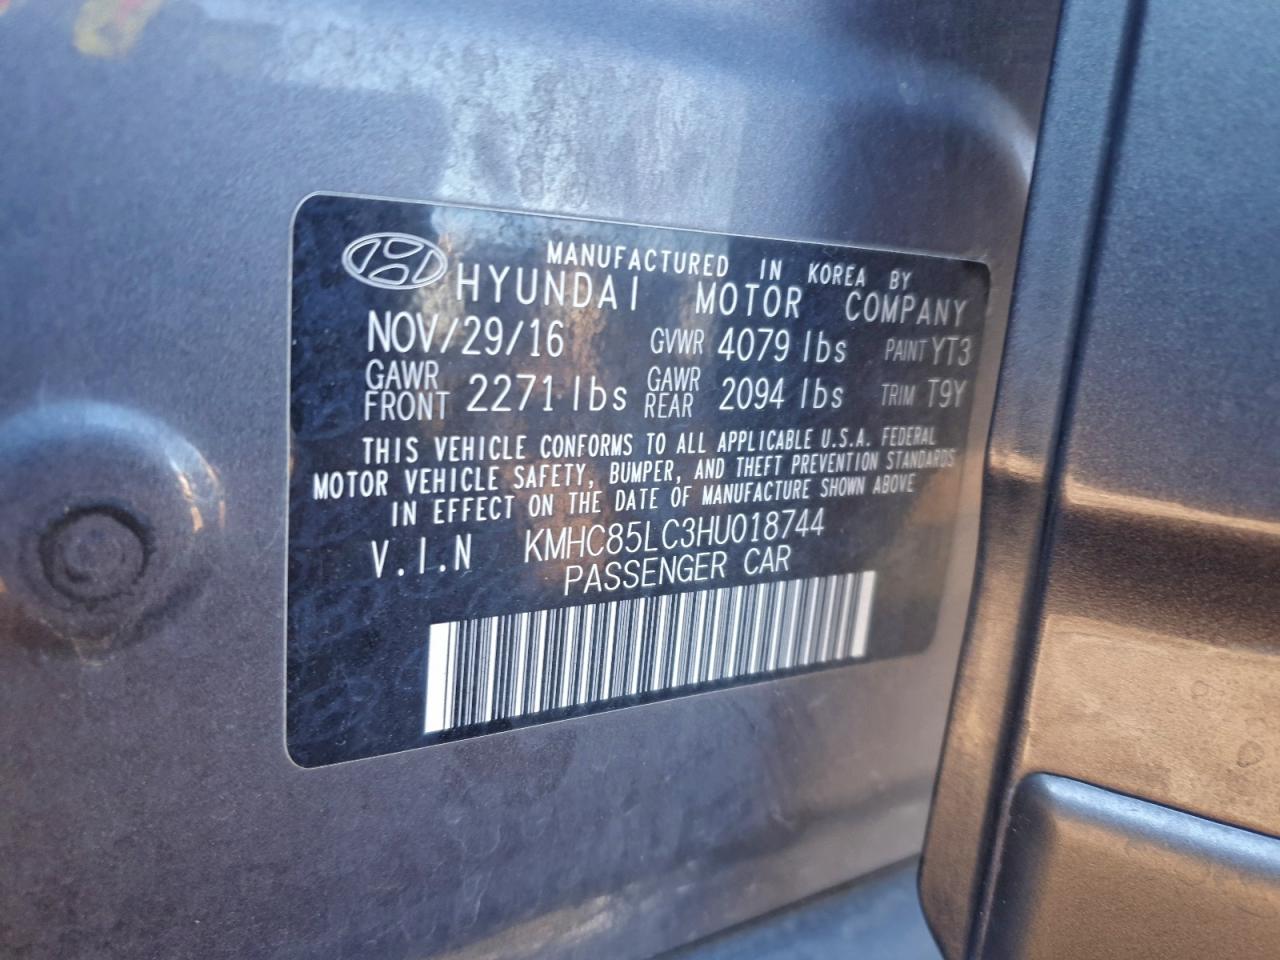 MANUFACTURED IN KOREA BY
HYUNDAI MOTOR COMPANY
NOV/29/16 GVWR 4079 lbs PAINT YT3
GAWR FRONT 2271 lbs GAWR REAR 2094 lbs TRIM T9Y
THIS VEHICLE CONFORMS TO ALL APPLICABLE U.S.A. FEDERAL
MOTOR VEHICLE SAFETY, BUMPER, AND THEFT PREVENTION STANDARDS
IN EFFECT ON THE DATE OF MANUFACTURE SHOWN ABOVE
V.I.N KMHC85LC3HU018744
PASSENGER CAR